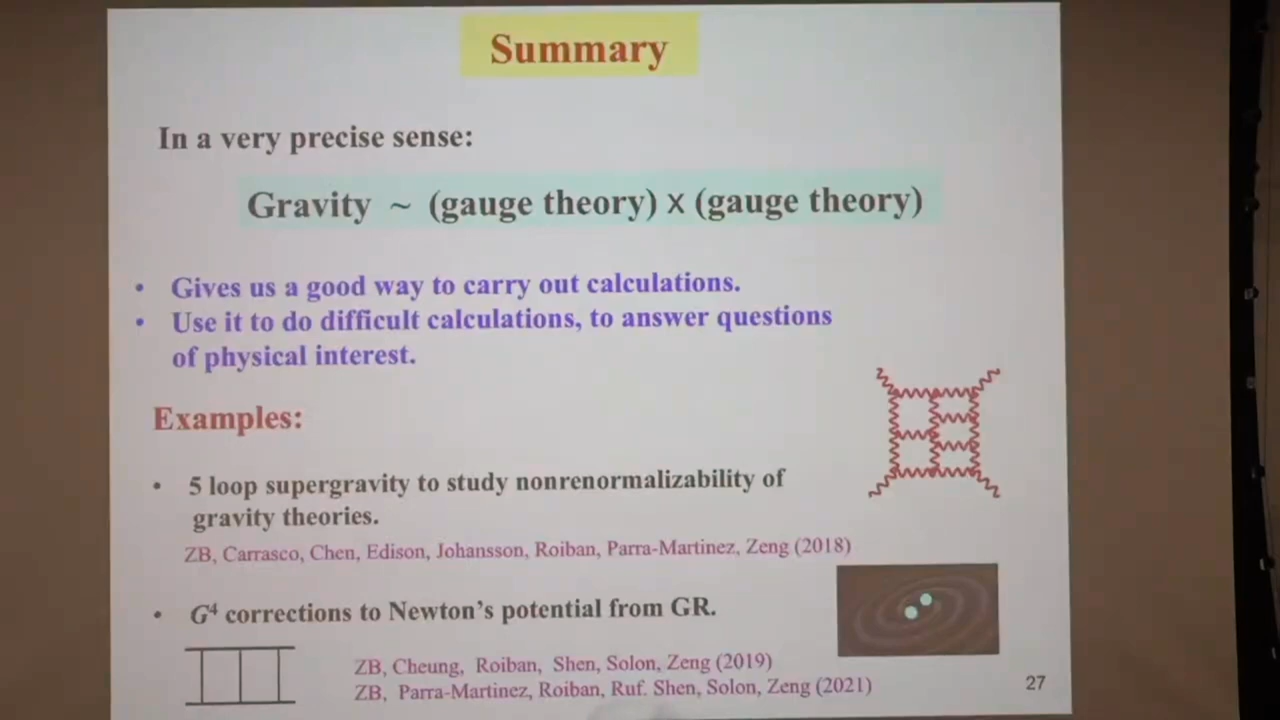 Summary
In a very precise sense:
Gravity ~ (gauge theory) x (gauge theory)
• Gives us a good way to carry out calculations.
• Use it to do difficult calculations, to answer questions
of physical interest.
Examples:
• 5 loop supergravity to study nonrenormalizability of
gravity theories.
ZB, Carrasco, Chen, Edison, Johansson, Roiban, Parra-Martinez, Zeng (2018)
• G⁴ corrections to Newton's potential from GR.
ZB, Cheung, Roiban, Shen, Solon, Zeng (2019)
ZB, Parra-Martinez, Roiban, Ruf. Shen, Solon, Zeng (2021)
27